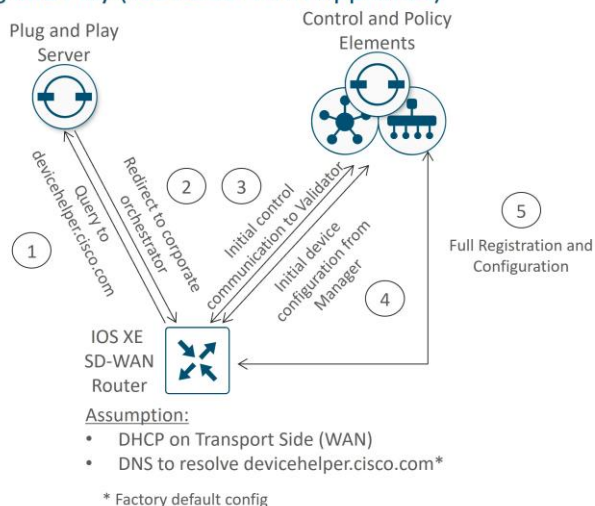 Plug and Play
Server
Control and Policy
Elements
1
Query to
devicehelper.cisco.com
Redirect to corporate
orchestrator
2
3
Initial control
communication to Validator
Initial device
configuration from
Manager
4
5
Full Registration and
Configuration
IOS XE
SD-WAN
Router
Assumption:
• DHCP on Transport Side (WAN)
• DNS to resolve devicehelper.cisco.com*
* Factory default config